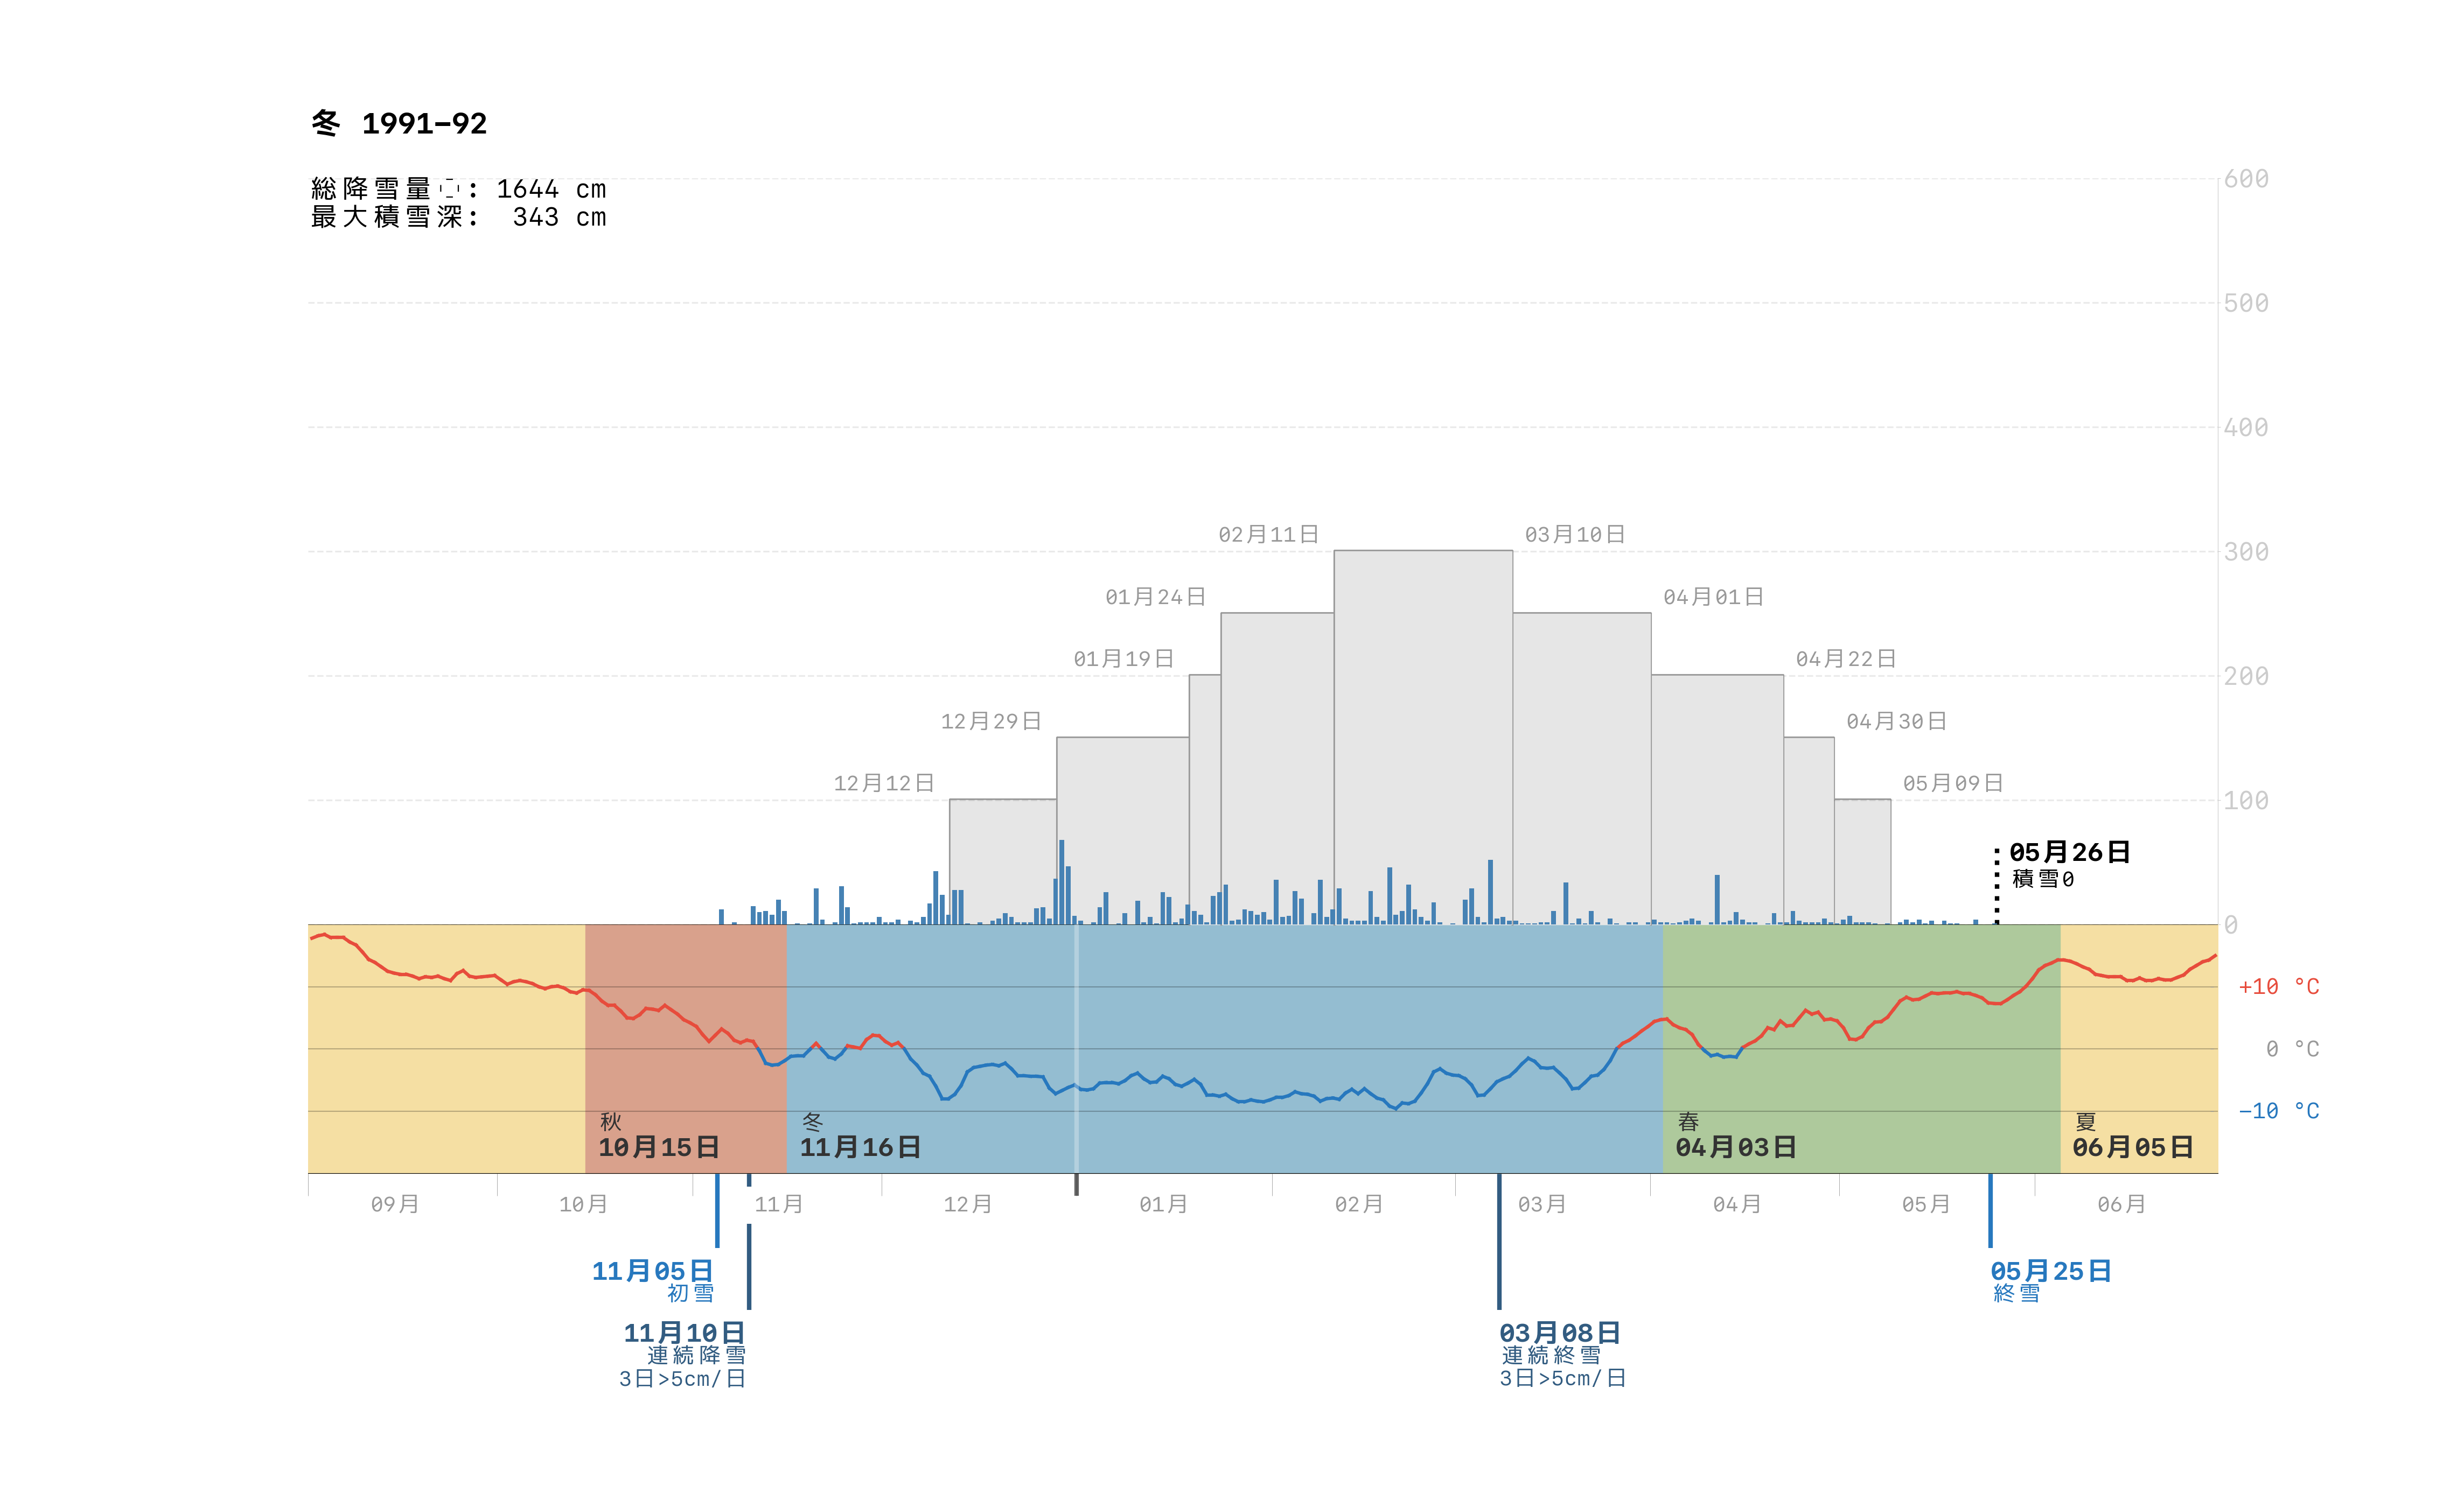 冬 1991–92
総降雪量◌: 1644 cm
最大積雪深: 343 cm
600
500
400
300
200
100
0
02月11日
03月10日
01月24日
04月01日
01月19日
04月22日
12月29日
04月30日
12月12日
05月09日
05月26日
積雪0
+10 °C
0 °C
−10 °C
秋
10月15日
冬
11月16日
春
04月03日
夏
06月05日
09月
10月
11月
12月
01月
02月
03月
04月
05月
06月
11月05日
初雪
05月25日
終雪
11月10日
連続降雪
3日>5cm/日
03月08日
連続終雪
3日>5cm/日